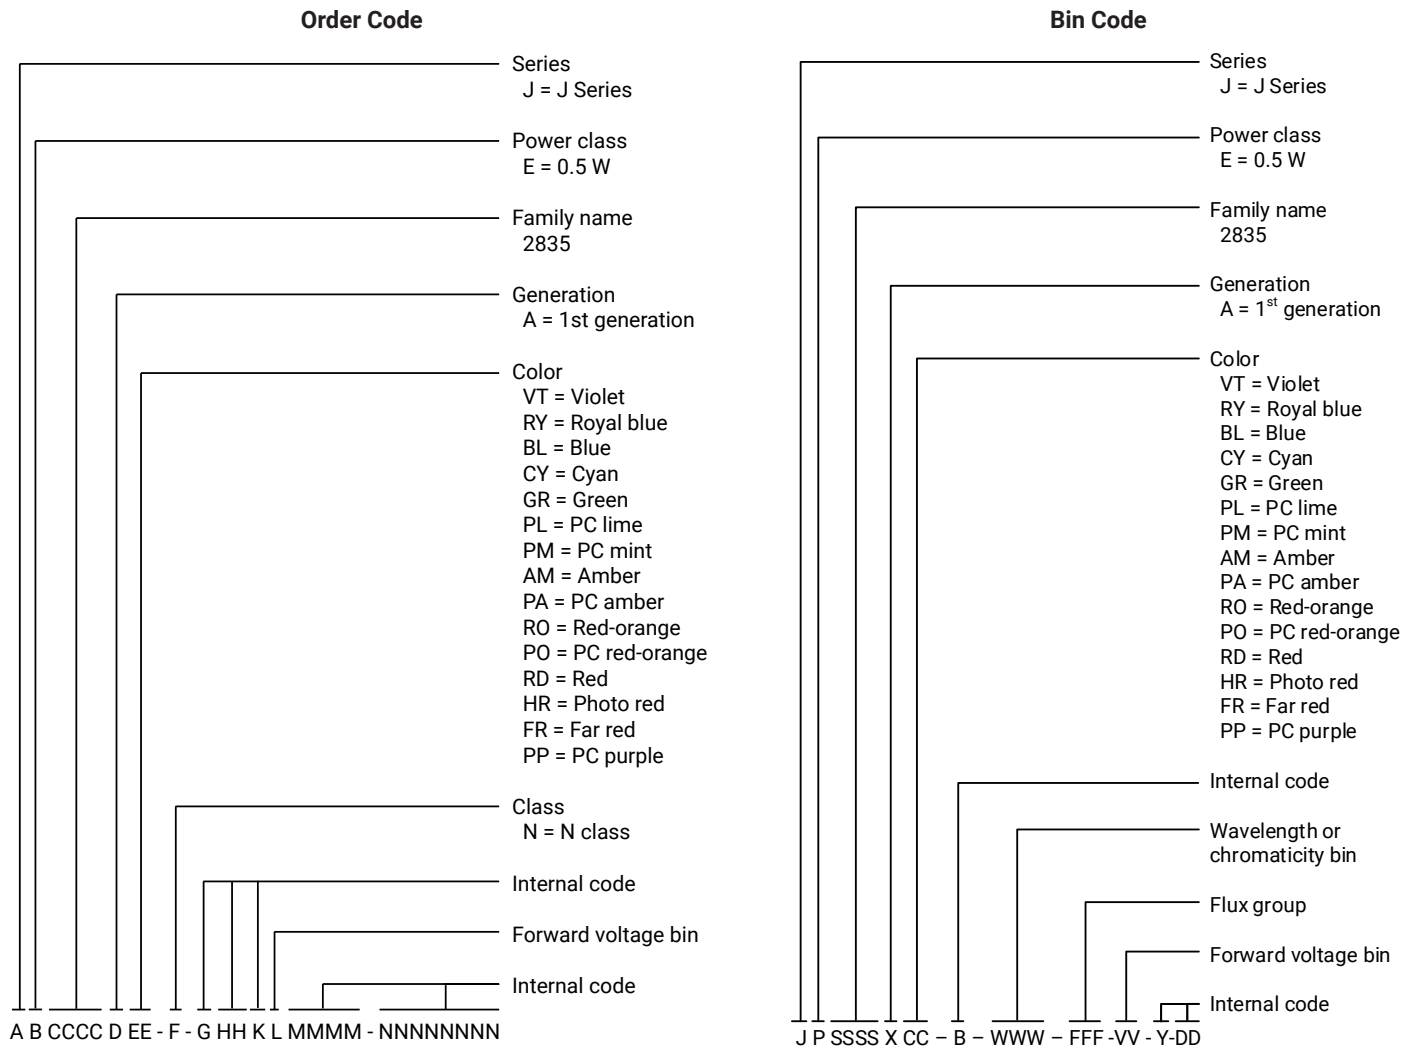 Order Code
Series
J = J Series
Power class
E = 0.5 W
Family name
2835
Generation
A = 1st generation
Color
VT = Violet
RY = Royal blue
BL = Blue
CY = Cyan
GR = Green
PL = PC lime
PM = PC mint
AM = Amber
PA = PC amber
RO = Red-orange
PO = PC red-orange
RD = Red
HR = Photo red
FR = Far red
PP = PC purple
Class
N = N class
Internal code
Forward voltage bin
Internal code
A B CCCC D EE - F - G HH K L MMMM - NNNNNNNN
Bin Code
Series
J = J Series
Power class
E = 0.5 W
Family name
2835
Generation
A = 1st generation
Color
VT = Violet
RY = Royal blue
BL = Blue
CY = Cyan
GR = Green
PL = PC lime
PM = PC mint
AM = Amber
PA = PC amber
RO = Red-orange
PO = PC red-orange
RD = Red
HR = Photo red
FR = Far red
PP = PC purple
Internal code
Wavelength or
chromaticity bin
Flux group
Forward voltage bin
Internal code
J P SSSS X CC – B – WWW – FFF -VV - Y-DD